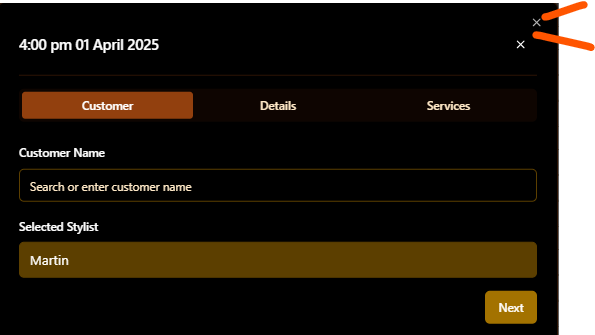 4:00 pm 01 April 2025
Customer Details Services
Customer Name
Search or enter customer name
Selected Stylist
Martin
Next